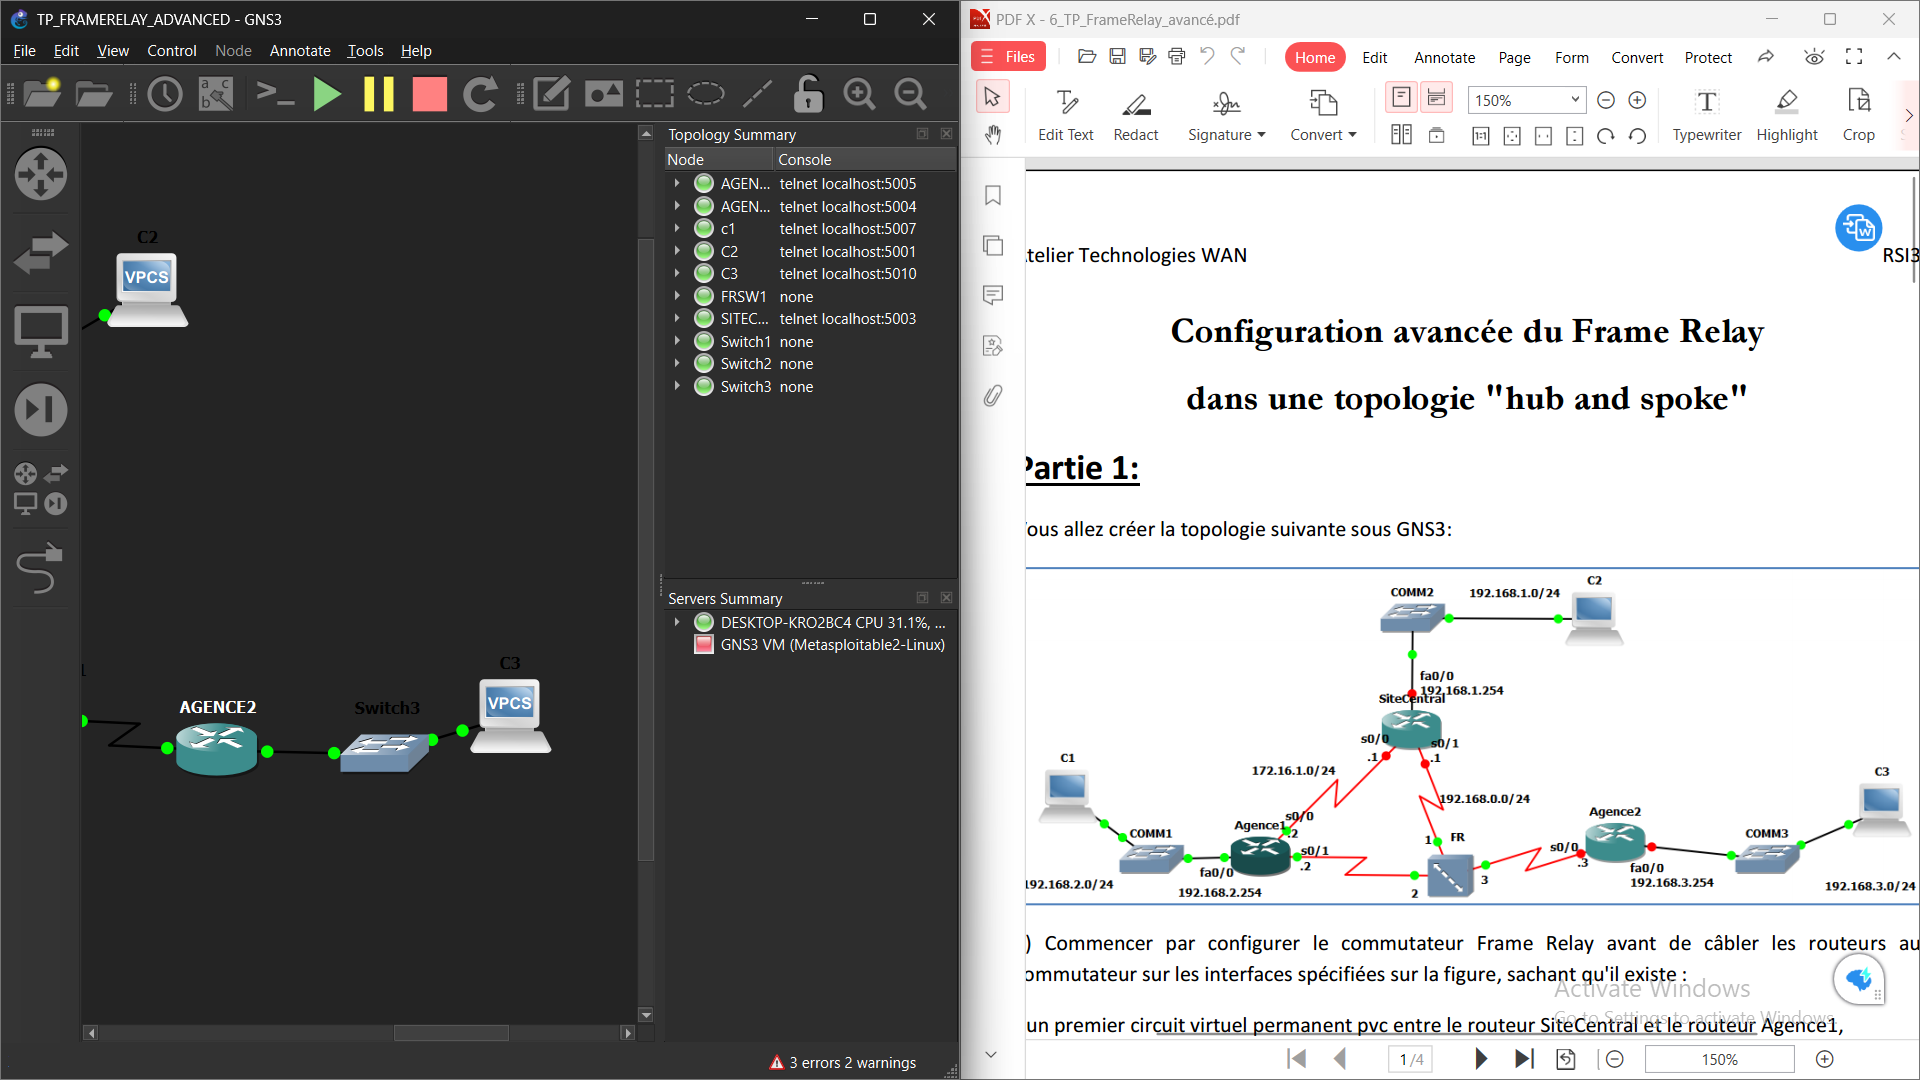 TP_FRAMERELAY_ADVANCED - GNS3
File Edit View Control Node Annotate Tools Help
C2
VPCS
AGENCE2
Switch3
C3
VPCS
Topology Summary
Node Console
AGEN... telnet localhost:5005
AGEN... telnet localhost:5004
c1 telnet localhost:5007
C2 telnet localhost:5001
C3 telnet localhost:5010
FRSW1 none
SITEC... telnet localhost:5003
Switch1 none
Switch2 none
Switch3 none
Servers Summary
DESKTOP-KRO2BC4 CPU 31.1%, ...
GNS3 VM (Metasploitable2-Linux)
3 errors 2 warnings
PDF X - 6_TP_FrameRelay_avancé.pdf
Files Home Edit Annotate Page Form Convert Protect
150%
Edit Text Redact Signature Convert Typewriter Highlight Crop
telier Technologies WAN RSI3
Configuration avancée du Frame Relay
dans une topologie "hub and spoke"
Partie 1:
ous allez créer la topologie suivante sous GNS3:
C2
COMM2 192.168.1.0/24
fa0/0
192.168.1.254
SiteCentral
s0/0 s0/1
.1 .1
C1
172.16.1.0/24
C3
192.168.0.0/24
s0/0
Agence1 .2
Agence2
COMM1
1 FR
COMM3
s0/1
.2
s0/0
.3
fa0/0
192.168.2.254
fa0/0
192.168.3.254
2 3
192.168.2.0/24
192.168.3.0/24
) Commencer par configurer le commutateur Frame Relay avant de câbler les routeurs au
ommutateur sur les interfaces spécifiées sur la figure, sachant qu'il existe :
Activate Windows
Go to Settings to activate Windows.
un premier circuit virtuel permanent pvc entre le routeur SiteCentral et le routeur Agence1,
1/4
150%